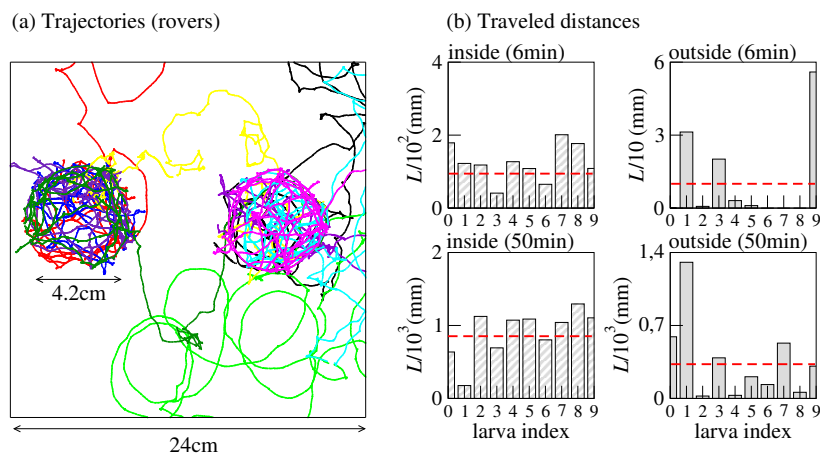 (a) Trajectories (rovers)
4.2cm
24cm
(b) Traveled distances
inside (6min)
L/10² (mm)
4
2
0
0 1 2 3 4 5 6 7 8 9
outside (6min)
L/10 (mm)
6
3
0
0 1 2 3 4 5 6 7 8 9
inside (50min)
L/10³ (mm)
2
1
0
0 1 2 3 4 5 6 7 8 9
larva index
outside (50min)
L/10³ (mm)
1,4
0,7
0
0 1 2 3 4 5 6 7 8 9
larva index